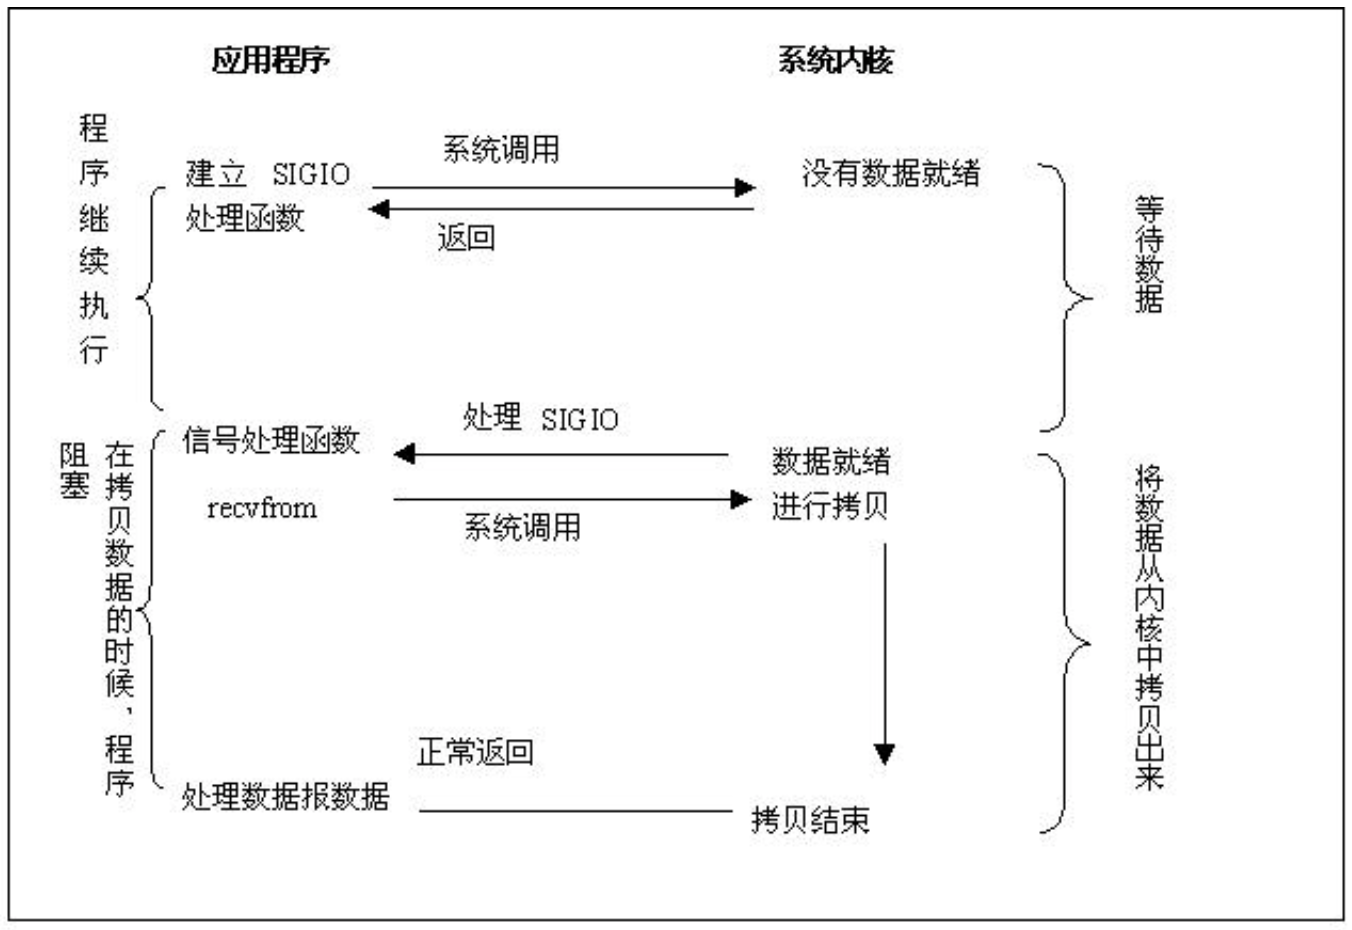 应用程序
系统内核
程序继续执行
建立 SIGIO
处理函数
系统调用
返回
没有数据就绪
等待数据
在拷贝数据的时候，程序
阻塞
信号处理函数
处理 SIGIO
数据就绪
recvfrom
系统调用
进行拷贝
将数据从内核中拷贝出来
正常返回
处理数据报数据
拷贝结束